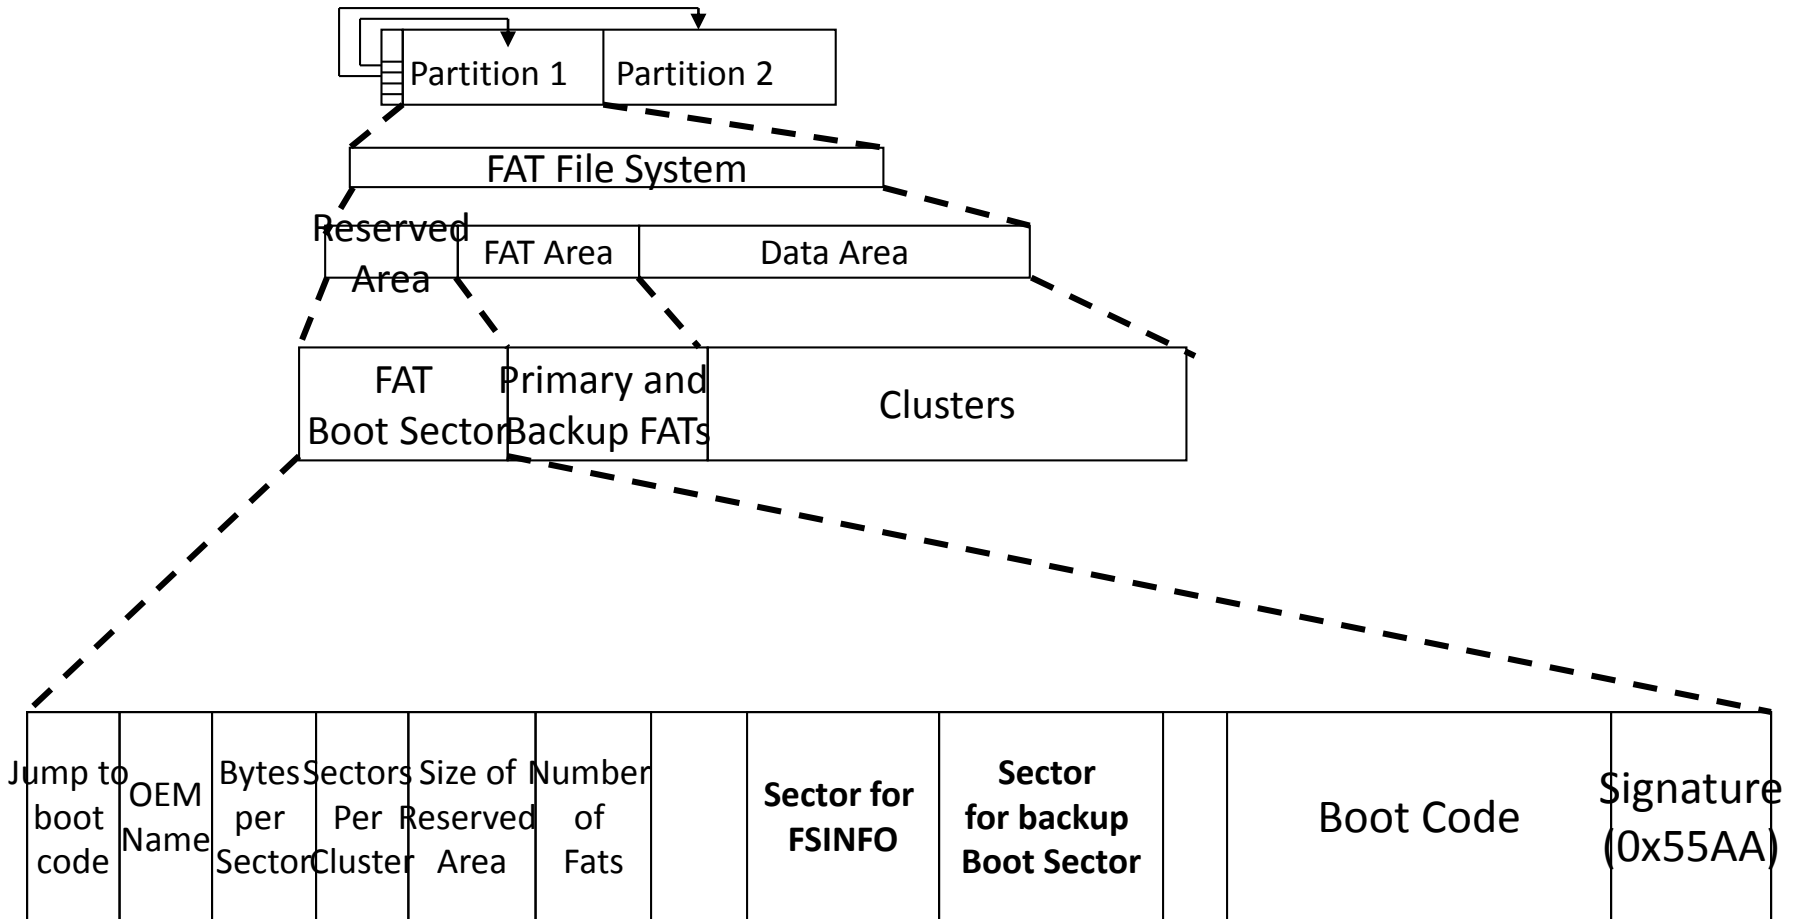 Partition 1
Partition 2
FAT File System
Reserved
Area
FAT Area
Data Area
FAT
Boot Sector
Primary and
Backup FATs
Clusters
Jump to
boot
code
OEM
Name
Bytes
per
Sector
Sectors
Per
Cluster
Size of
Reserved
Area
Number
of
Fats
Sector for
FSINFO
Sector
for backup
Boot Sector
Boot Code
Signature
(0x55AA)